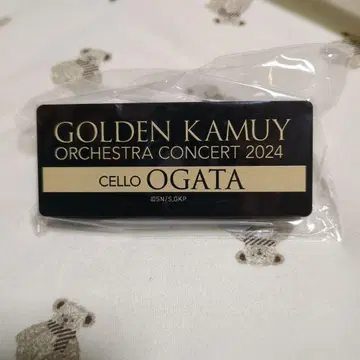 GOLDEN KAMUY
ORCHESTRA CONCERT 2024
CELLO OGATA
©SN/S,GKP